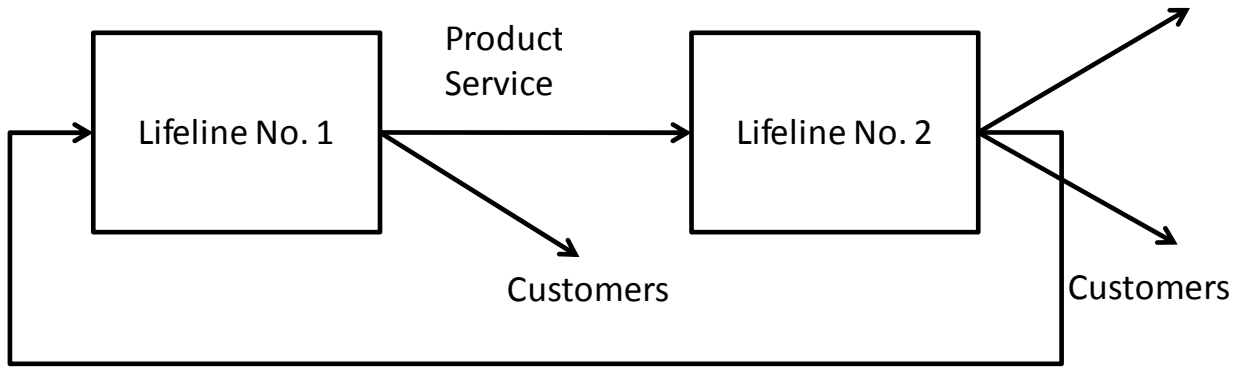 Product
Service
Lifeline No. 1
Lifeline No. 2
Customers
Customers